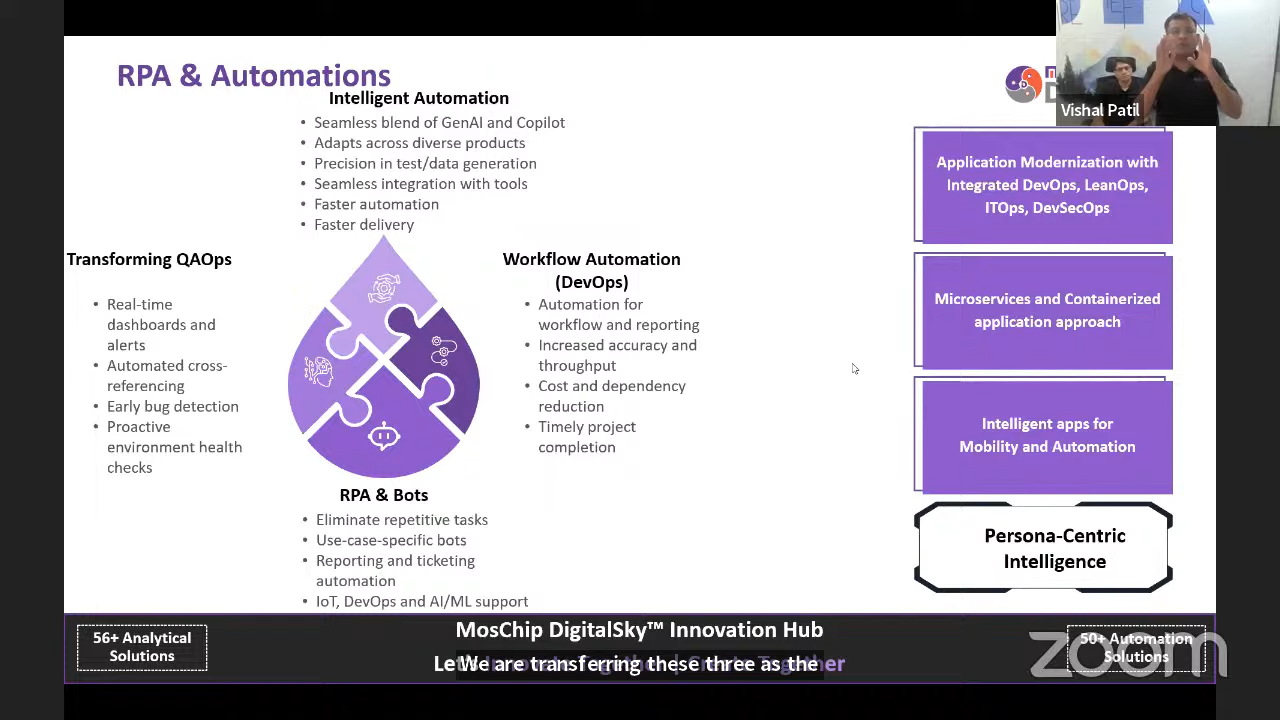 RPA & Automations
Vishal Patil
Intelligent Automation
• Seamless blend of GenAI and Copilot
• Adapts across diverse products
• Precision in test/data generation
• Seamless integration with tools
• Faster automation
• Faster delivery
Transforming QAOps
• Real-time
dashboards and
alerts
• Automated cross-
referencing
• Early bug detection
• Proactive
environment health
checks
Workflow Automation
(DevOps)
• Automation for
workflow and reporting
• Increased accuracy and
throughput
• Cost and dependency
reduction
• Timely project
completion
RPA & Bots
• Eliminate repetitive tasks
• Use-case-specific bots
• Reporting and ticketing
automation
• IoT, DevOps and AI/ML support
Application Modernization with
Integrated DevOps, LeanOps,
ITOps, DevSecOps
Microservices and Containerized
application approach
Intelligent apps for
Mobility and Automation
Persona-Centric
Intelligence
56+ Analytical
Solutions
MosChip DigitalSky™ Innovation Hub
We are transferring these three as the
Together
50+ Automation
Solutions
zoom